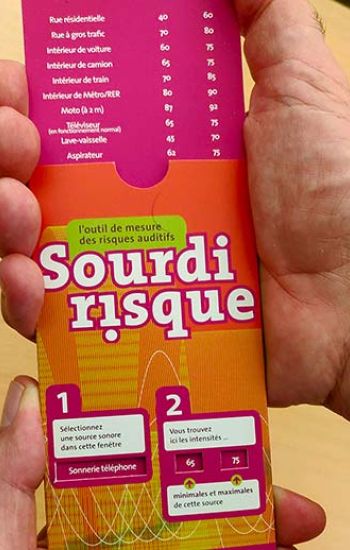 Rue résidentielle 40 60
Rue à gros trafic 70 80
Intérieur de voiture 60 75
Intérieur de camion 65 75
Intérieur de train 70 85
Intérieur de Métro/RER 80 90
Moto (à 2 m) 87 92
Téléviseur 65 75
(en fonctionnement normal)
Lave-vaisselle 45 70
Aspirateur 62 75
l'outil de mesure
des risques auditifs
Sourdi
risque
1
Sélectionnez
une source sonore
dans cette fenêtre
Sonnerie téléphone
2
Vous trouvez
ici les intensités ...
65 75
minimales et maximales
de cette source